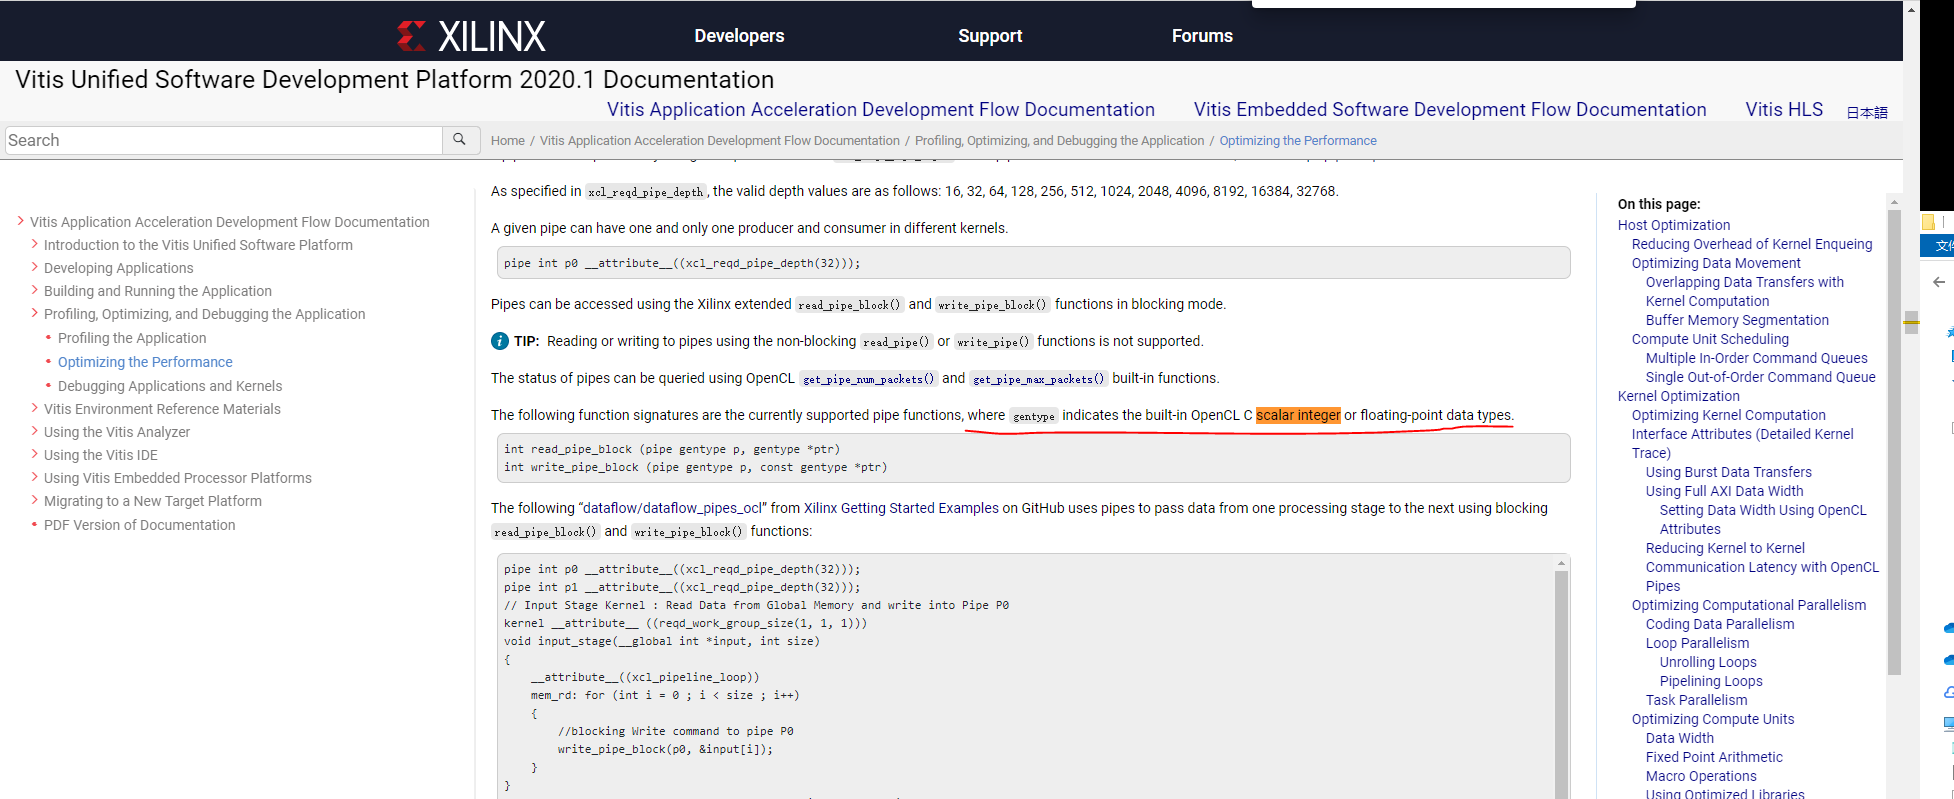 XILINX
Developers
Support
Forums
Vitis Unified Software Development Platform 2020.1 Documentation
Vitis Application Acceleration Development Flow Documentation
Vitis Embedded Software Development Flow Documentation
Vitis HLS
日本語
Search
Home / Vitis Application Acceleration Development Flow Documentation / Profiling, Optimizing, and Debugging the Application / Optimizing the Performance
Vitis Application Acceleration Development Flow Documentation
Introduction to the Vitis Unified Software Platform
Developing Applications
Building and Running the Application
Profiling, Optimizing, and Debugging the Application
Profiling the Application
Optimizing the Performance
Debugging Applications and Kernels
Vitis Environment Reference Materials
Using the Vitis Analyzer
Using the Vitis IDE
Using Vitis Embedded Processor Platforms
Migrating to a New Target Platform
PDF Version of Documentation
As specified in xcl_reqd_pipe_depth, the valid depth values are as follows: 16, 32, 64, 128, 256, 512, 1024, 2048, 4096, 8192, 16384, 32768.
A given pipe can have one and only one producer and consumer in different kernels.
pipe int p0 __attribute__((xcl_reqd_pipe_depth(32)));
Pipes can be accessed using the Xilinx extended read_pipe_block() and write_pipe_block() functions in blocking mode.
i TIP: Reading or writing to pipes using the non-blocking read_pipe() or write_pipe() functions is not supported.
The status of pipes can be queried using OpenCL get_pipe_num_packets() and get_pipe_max_packets() built-in functions.
The following function signatures are the currently supported pipe functions, where gentype indicates the built-in OpenCL C scalar integer or floating-point data types.
int read_pipe_block (pipe gentype p, gentype *ptr)
int write_pipe_block (pipe gentype p, const gentype *ptr)
The following “dataflow/dataflow_pipes_ocl” from Xilinx Getting Started Examples on GitHub uses pipes to pass data from one processing stage to the next using blocking
read_pipe_block() and write_pipe_block() functions:
pipe int p0 __attribute__((xcl_reqd_pipe_depth(32)));
pipe int p1 __attribute__((xcl_reqd_pipe_depth(32)));
// Input Stage Kernel : Read Data from Global Memory and write into Pipe P0
kernel __attribute__ ((reqd_work_group_size(1, 1, 1)))
void input_stage(__global int *input, int size)
{
__attribute__((xcl_pipeline_loop))
mem_rd: for (int i = 0 ; i < size ; i++)
{
//blocking Write command to pipe P0
write_pipe_block(p0, &input[i]);
}
}
On this page:
Host Optimization
Reducing Overhead of Kernel Enqueing
Optimizing Data Movement
Overlapping Data Transfers with
Kernel Computation
Buffer Memory Segmentation
Compute Unit Scheduling
Multiple In-Order Command Queues
Single Out-of-Order Command Queue
Kernel Optimization
Optimizing Kernel Computation
Interface Attributes (Detailed Kernel
Trace)
Using Burst Data Transfers
Using Full AXI Data Width
Setting Data Width Using OpenCL
Attributes
Reducing Kernel to Kernel
Communication Latency with OpenCL
Pipes
Optimizing Computational Parallelism
Coding Data Parallelism
Loop Parallelism
Unrolling Loops
Pipelining Loops
Task Parallelism
Optimizing Compute Units
Data Width
Fixed Point Arithmetic
Macro Operations
Using Optimized Libraries